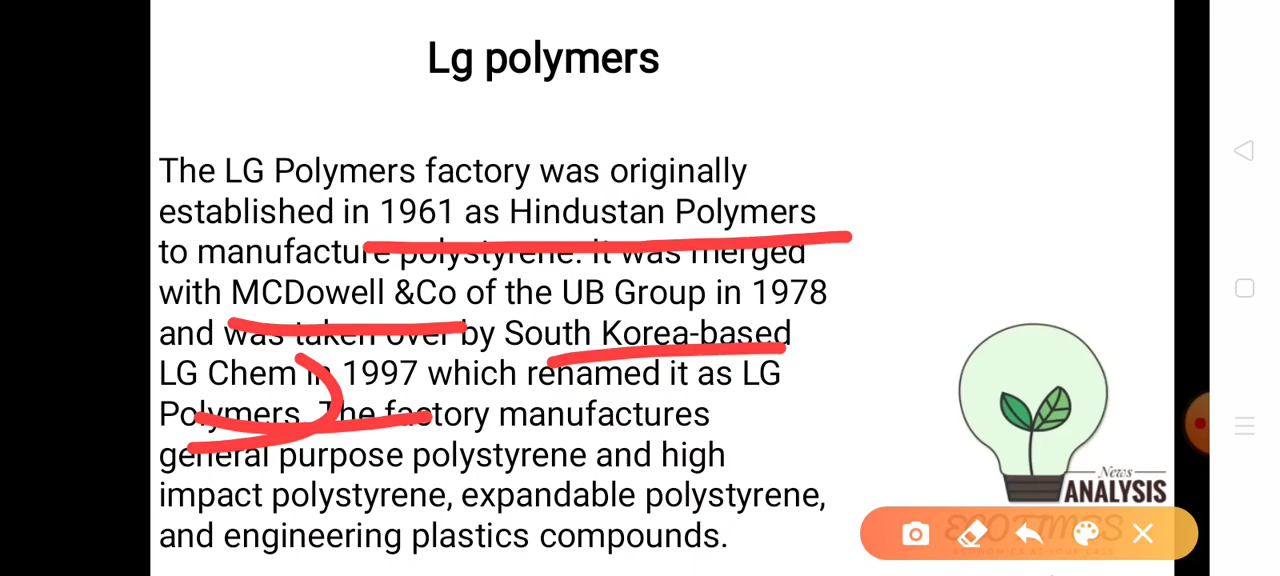 Lg polymers
The LG Polymers factory was originally
established in 1961 as Hindustan Polymers
to manufacture polystyrene. It was merged
with MCDowell &Co of the UB Group in 1978
and was taken over by South Korea-based
LG Chem in 1997 which renamed it as LG
Polymers. The factory manufactures
general purpose polystyrene and high
impact polystyrene, expandable polystyrene,
and engineering plastics compounds.
News
ANALYSIS
ECOTIMES